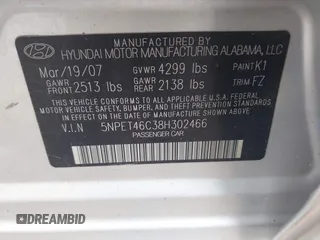 MANUFACTURED BY
HYUNDAI MOTOR MANUFACTURING ALABAMA, LLC
Mar/19/07 GVWR 4299 lbs PAINT K1
GAWR FRONT 2513 lbs GAWR REAR 2138 lbs TRIM FZ
THIS VEHICLE CONFORMS TO ALL APPLICABLE
U.S.A. FEDERAL MOTOR VEHICLE SAFETY, BUMPER, AND
THEFT PREVENTION STANDARDS IN EFFECT ON THE DATE
OF MANUFACTURE SHOWN ABOVE.
V.I.N 5NPET46C38H302466
PASSENGER CAR
DREAMBID